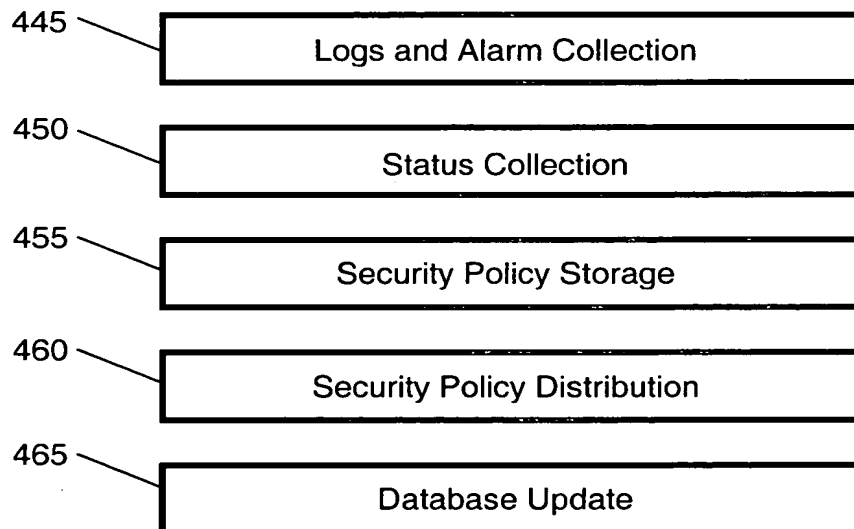 445 Logs and Alarm Collection
450 Status Collection
455 Security Policy Storage
460 Security Policy Distribution
465 Database Update